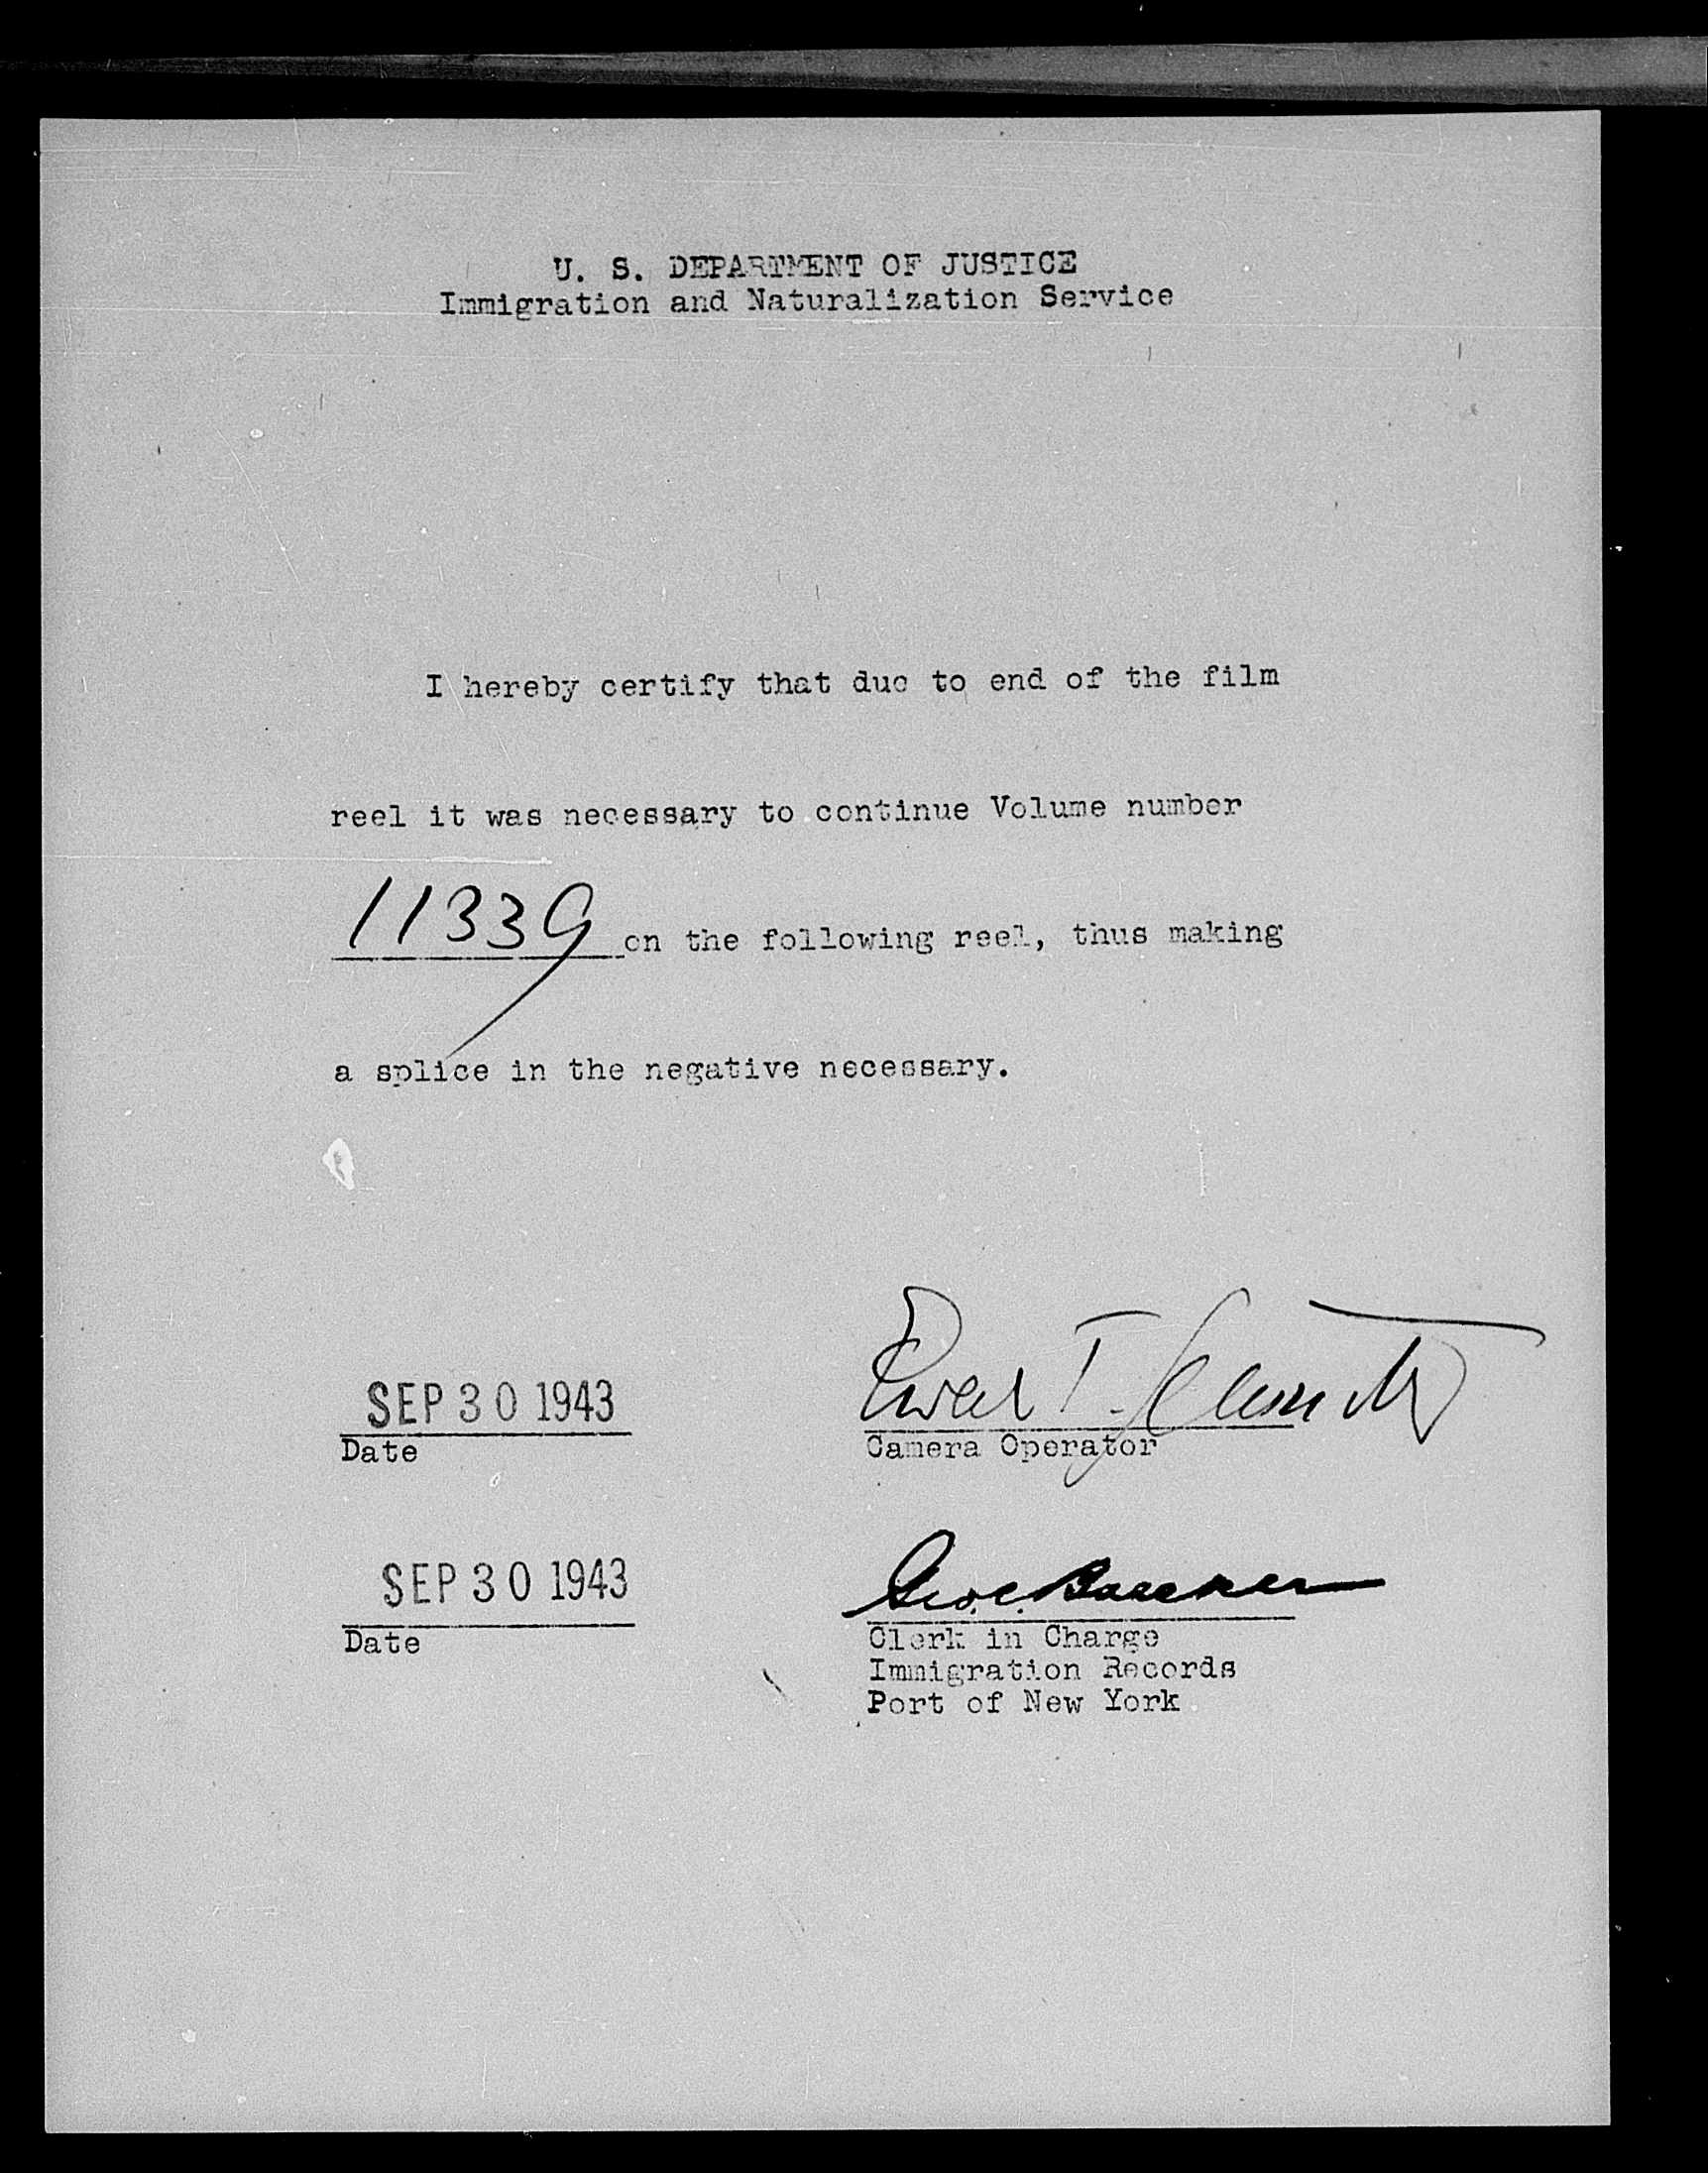 U. S. DEPARTMENT OF JUSTICE
Immigration and Naturalization Service
I hereby certify that due to end of the film
reel it was necessary to continue Volume number
11339 on the following reel, thus making
a splice in the negative necessary.
SEP 30 1943
Date
T.
Camera Operator
SEP 30 1943
Date
Geo. C.
Clerk in Charge
Immigration Records
Port of New York